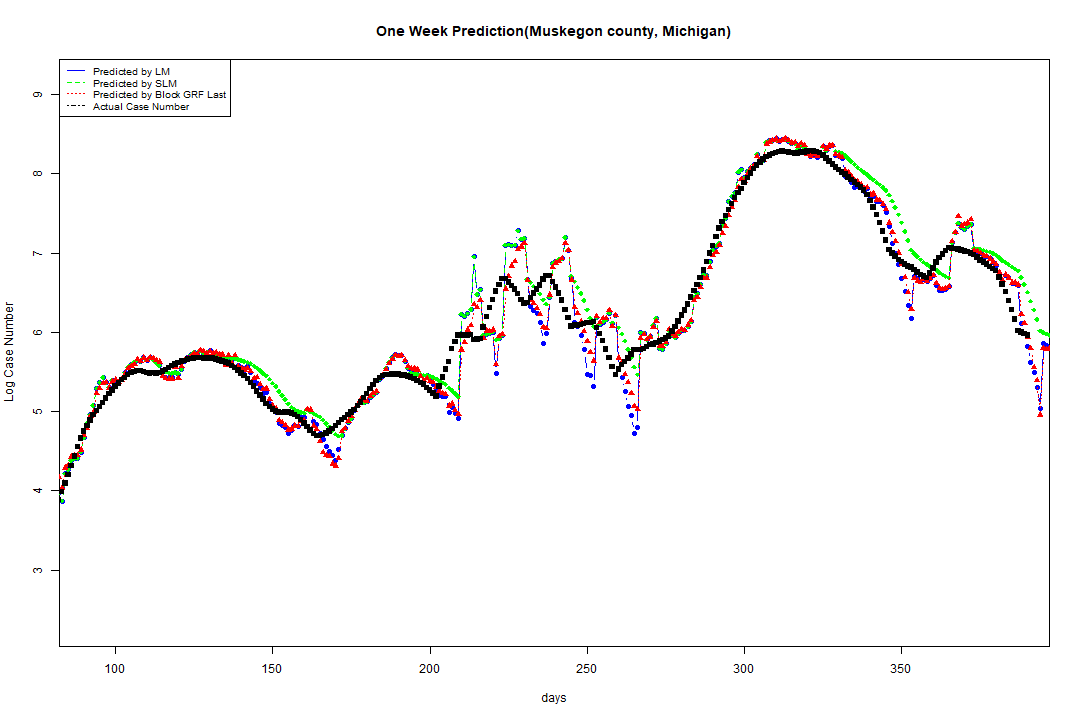 One Week Prediction(Muskegon county, Michigan)
Predicted by LM
Predicted by SLM
Predicted by Block GRF Last
Actual Case Number
Log Case Number
9
8
7
6
5
4
3
100 150 200 250 300 350
days